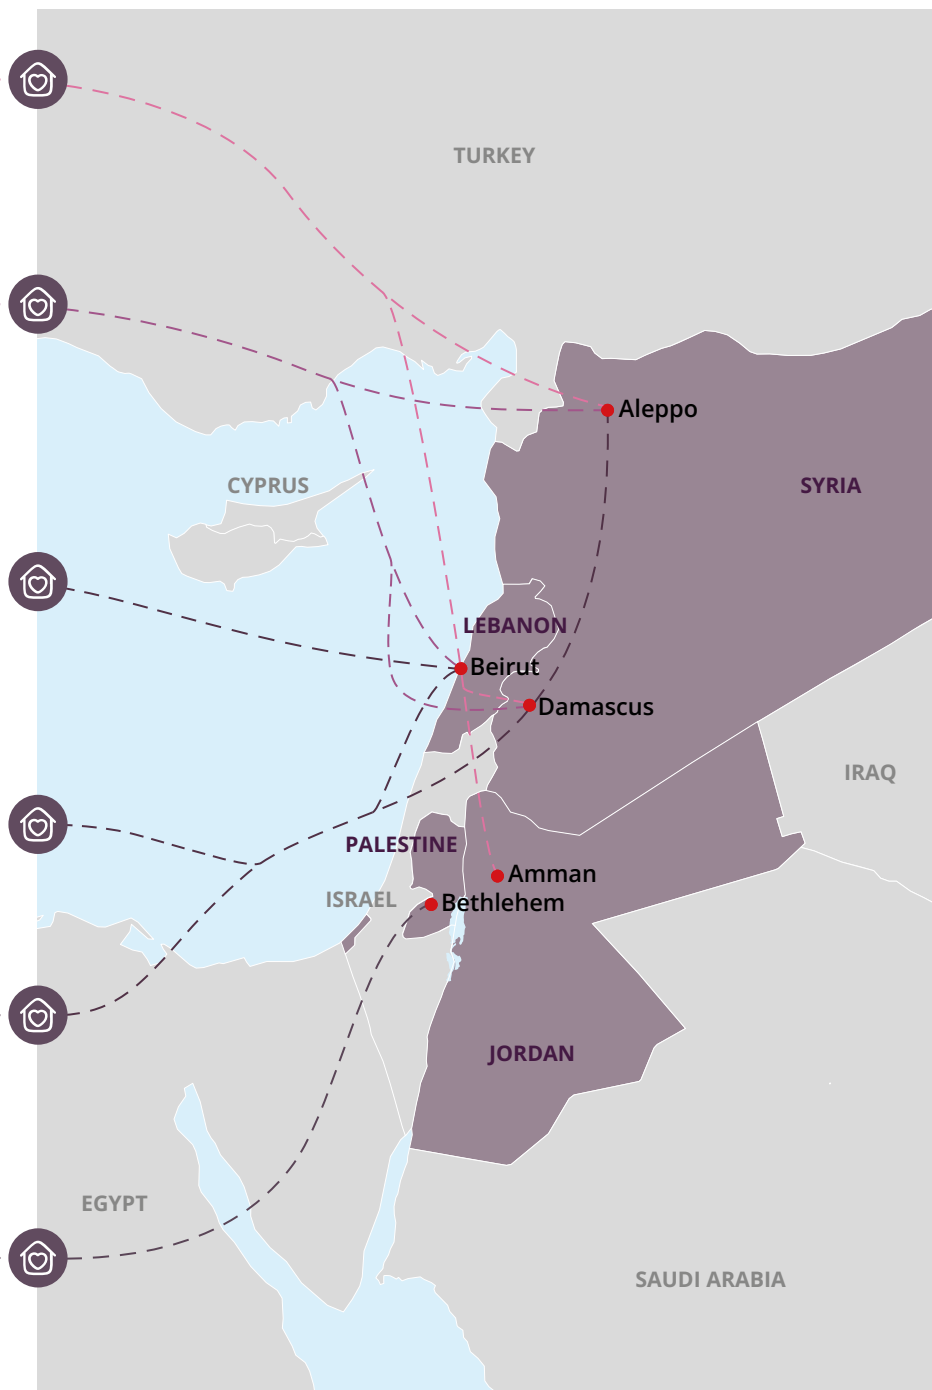 TURKEY
Aleppo
CYPRUS
SYRIA
LEBANON
Beirut
Damascus
IRAQ
PALESTINE
Amman
ISRAEL
Bethlehem
JORDAN
EGYPT
SAUDI ARABIA